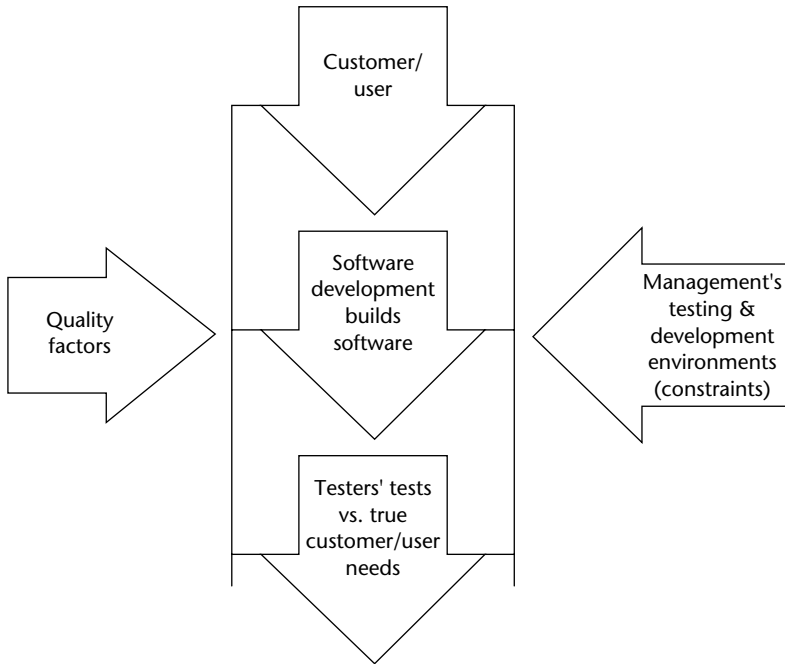 Customer/
user
Software
development
builds
software
Quality
factors
Management's
testing &
development
environments
(constraints)
Testers' tests
vs. true
customer/user
needs